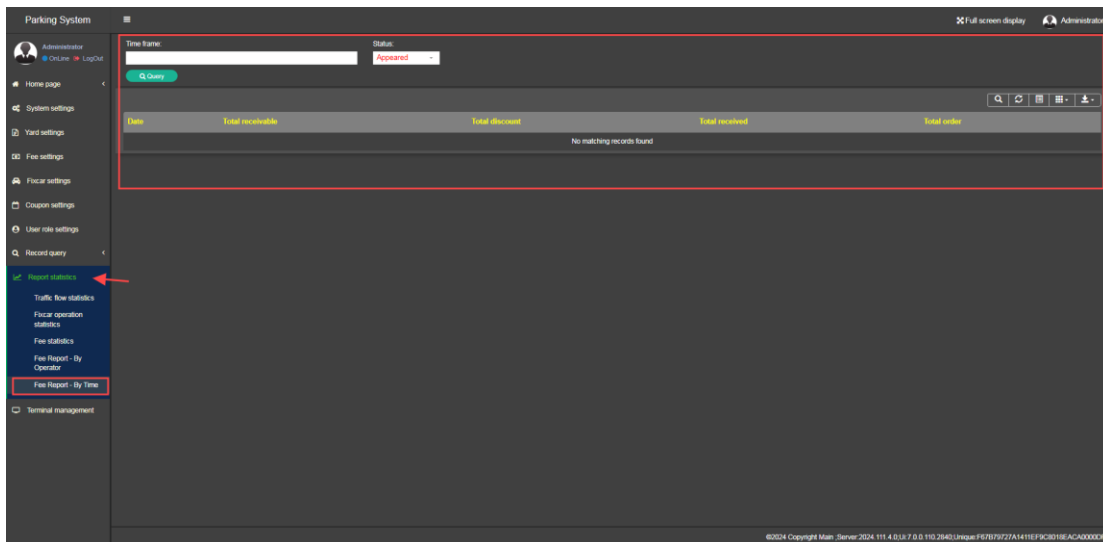 Parking System
Full screen display
Administrator
Administrator
OnLine LogOut
Home page
System settings
Yard settings
Fee settings
Fixcar settings
Coupon settings
User role settings
Record query
Report statistics
Traffic flow statistics
Fixcar operation
statistics
Fee statistics
Fee Report - By
Operator
Fee Report - By Time
Terminal management
Time frame:
Status:
Appeared
Query
Date Total receivable Total discount Total received Total order
No matching records found
©2024 Copyright Main ;Server:2024.111.4.0;UI:7.0.0.110.2840;